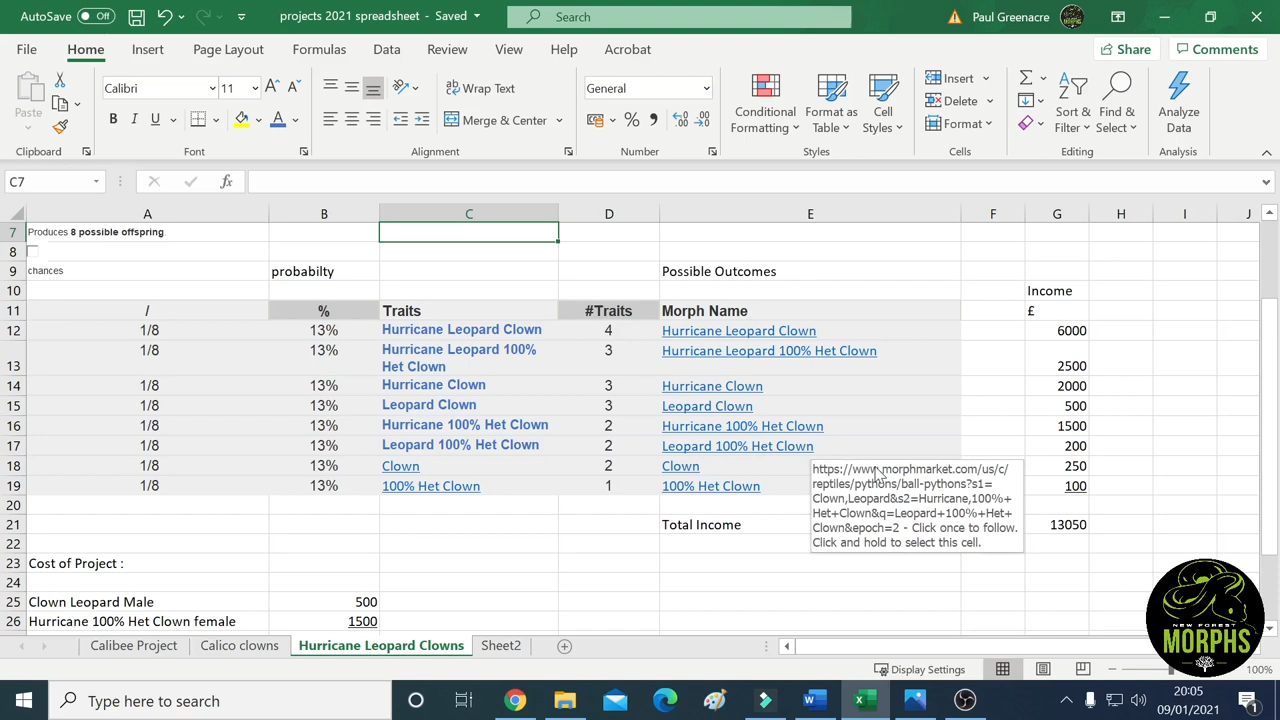 AutoSave Off projects 2021 spreadsheet - Saved Search Paul Greenacre
File Home Insert Page Layout Formulas Data Review View Help Acrobat Share Comments
Paste
Clipboard
Calibri 11
B I U A
Font
ab Wrap Text
Merge & Center
Alignment
General
% ,
Number
Conditional Formatting
Format as Table
Cell Styles
Styles
Insert
Delete
Format
Cells
Sort & Filter
Find & Select
Editing
Analyze Data
Analysis
C7 fx
A B C D E F G H I J
7 Produces 8 possible offspring.
8
9 chances probabilty Possible Outcomes
10 Income
11 / % Traits #Traits Morph Name £
12 1/8 13% Hurricane Leopard Clown 4 Hurricane Leopard Clown 6000
13 1/8 13% Hurricane Leopard 100% Het Clown 3 Hurricane Leopard 100% Het Clown 2500
14 1/8 13% Hurricane Clown 3 Hurricane Clown 2000
15 1/8 13% Leopard Clown 3 Leopard Clown 500
16 1/8 13% Hurricane 100% Het Clown 2 Hurricane 100% Het Clown 1500
17 1/8 13% Leopard 100% Het Clown 2 Leopard 100% Het Clown 200
18 1/8 13% Clown 2 Clown 250
19 1/8 13% 100% Het Clown 1 100% Het Clown 100
20
21 Total Income 13050
22
23 Cost of Project :
24
25 Clown Leopard Male 500
26 Hurricane 100% Het Clown female 1500
https://www.morphmarket.com/us/c/
reptiles/pythons/ball-pythons?s1=
Clown,Leopard&s2=Hurricane,100%+
Het+Clown&q=Leopard+100%+Het+
Clown&epoch=2 - Click once to follow.
Click and hold to select this cell.
NEW FOREST
MORPHS
Calibee Project Calico clowns Hurricane Leopard Clowns Sheet2
Display Settings 100%
Type here to search
20:05
09/01/2021
1